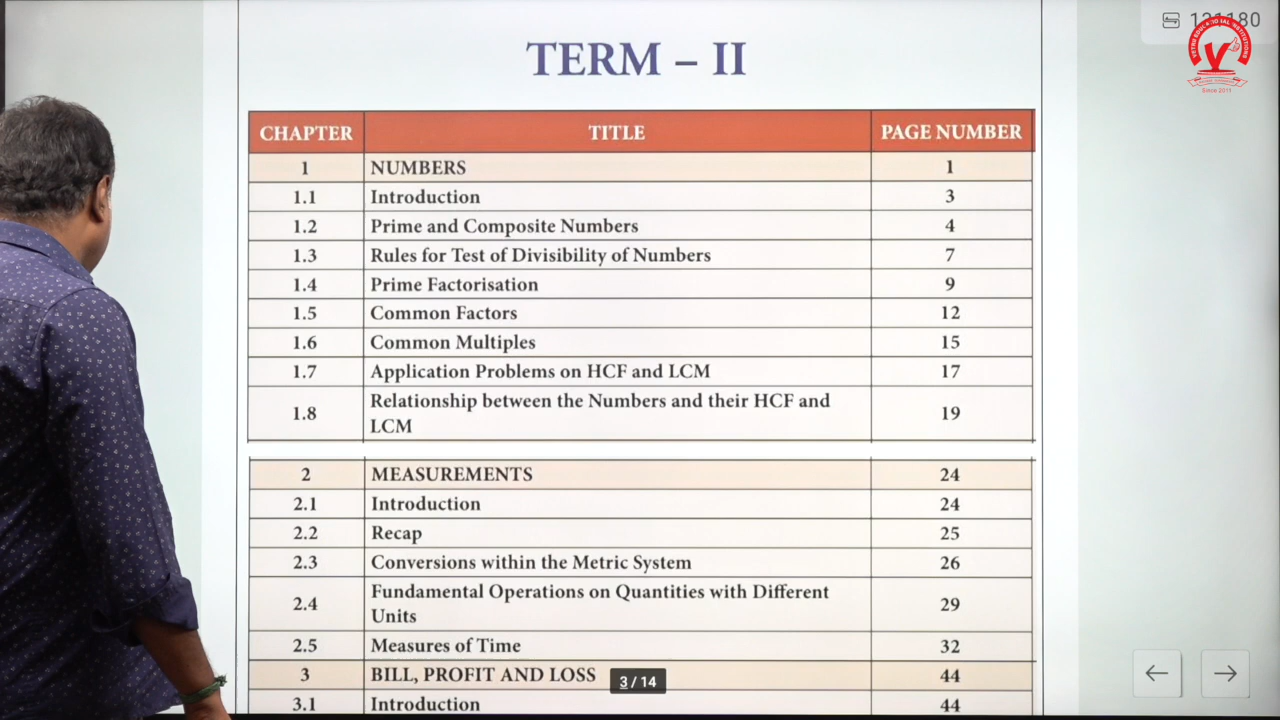 121180
TERM – II
CHAPTER TITLE PAGE NUMBER
1 NUMBERS 1
1.1 Introduction 3
1.2 Prime and Composite Numbers 4
1.3 Rules for Test of Divisibility of Numbers 7
1.4 Prime Factorisation 9
1.5 Common Factors 12
1.6 Common Multiples 15
1.7 Application Problems on HCF and LCM 17
1.8 Relationship between the Numbers and their HCF and
LCM 19
2 MEASUREMENTS 24
2.1 Introduction 24
2.2 Recap 25
2.3 Conversions within the Metric System 26
2.4 Fundamental Operations on Quantities with Different
Units 29
2.5 Measures of Time 32
3 BILL, PROFIT AND LOSS 44
3.1 Introduction 44
3 / 14
Since 2011